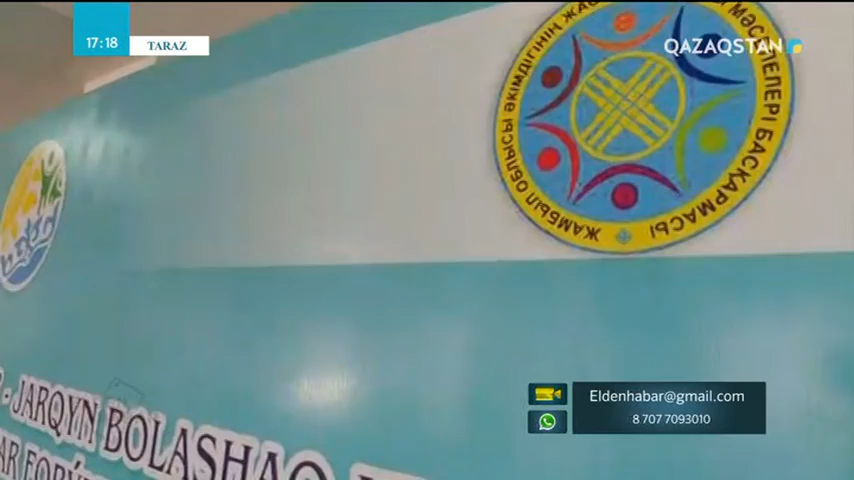 17:18
TARAZ
QAZAQSTAN
ЖАМБЫЛ ОБЛЫСЫ ӘКІМДІГІНІҢ МӘСЕЛЕЛЕРІ БАСҚАРМАСЫ
- JARQYN BOLASHAQ
Eldenhabar@gmail.com
8 707 7093010